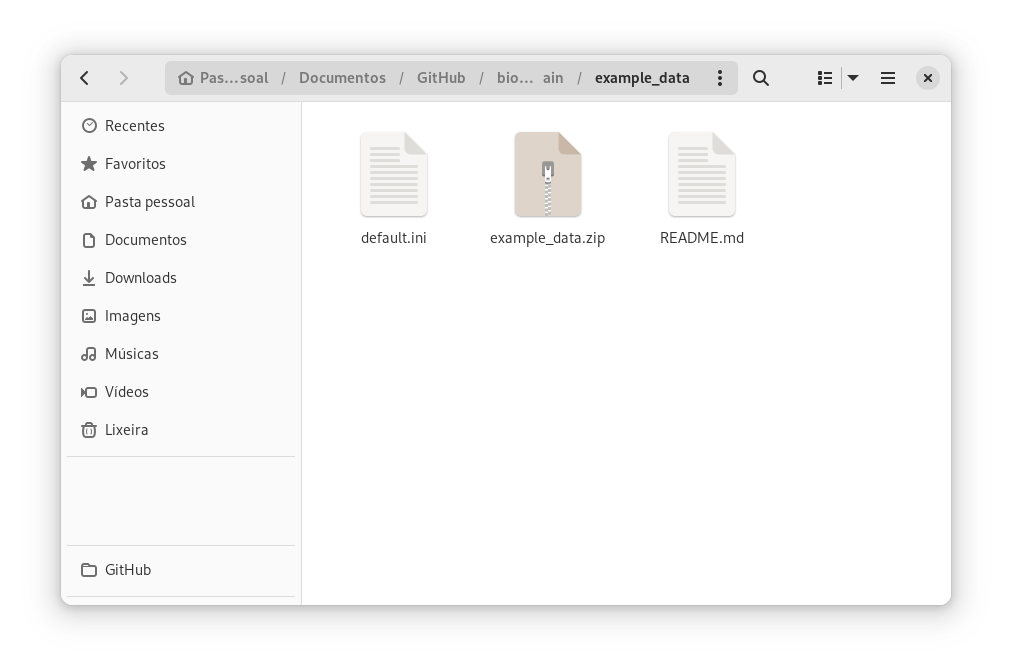 Pas…soal / Documentos / GitHub / bio… ain / example_data
Recentes
Favoritos
Pasta pessoal
Documentos
Downloads
Imagens
Músicas
Vídeos
Lixeira
GitHub
default.ini
example_data.zip
README.md